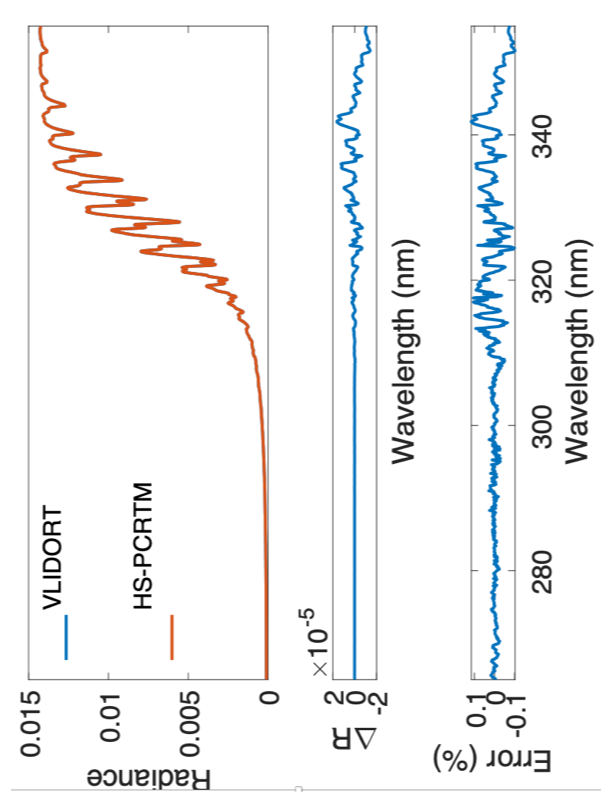 0.015
0.01
0.005
0
Radiance
VLIDORT
HS-PCRTM
×10-5
2
0
-2
ΔR
Wavelength (nm)
0.1
0
-0.1
Error (%)
280
300
320
340
Wavelength (nm)